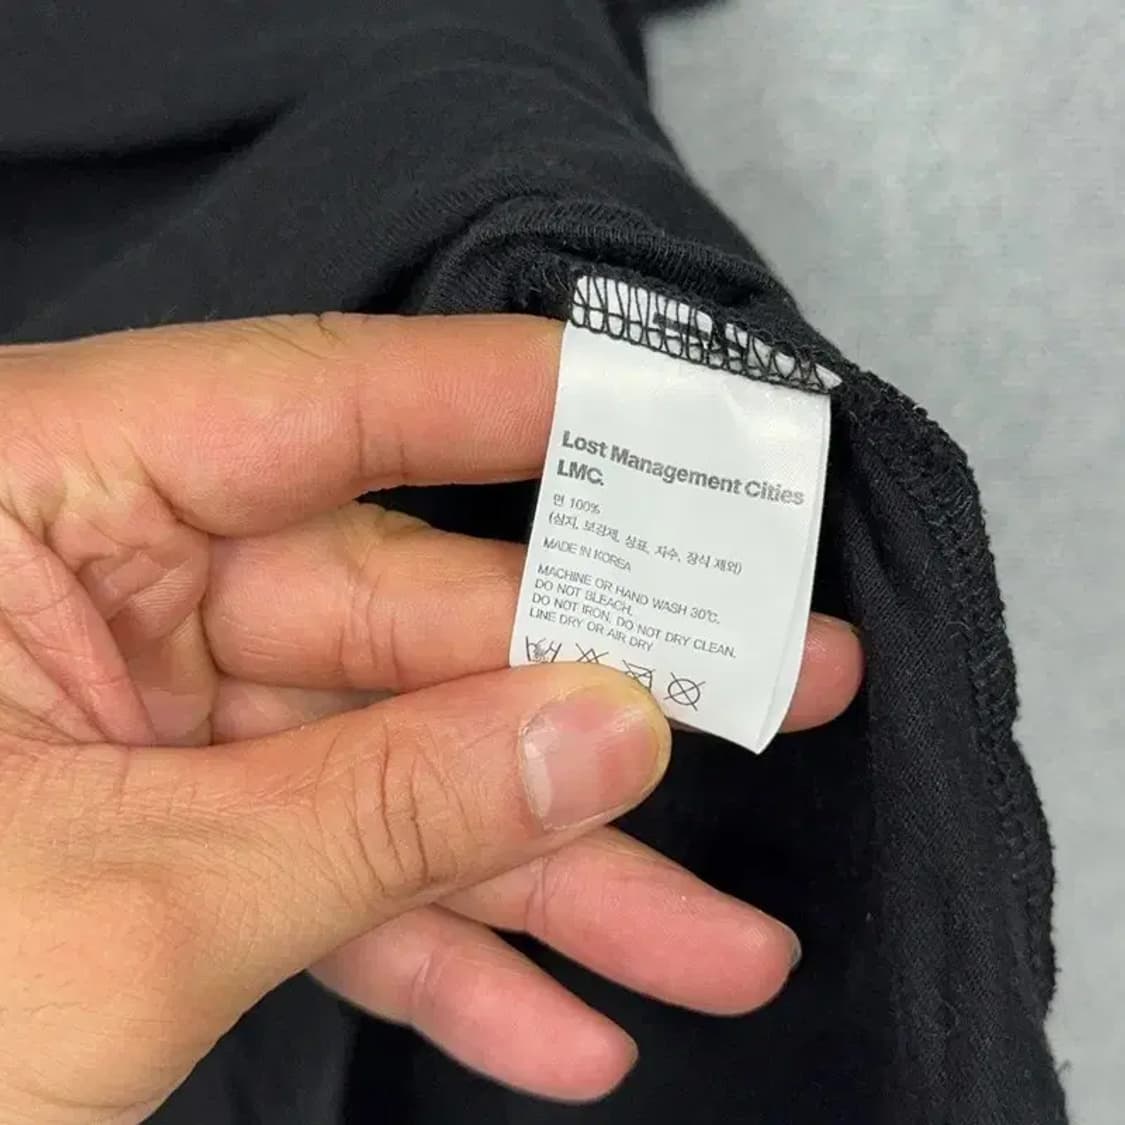 Lost Management Cities
LMC.
면 100%
(심지, 보강제, 상표, 자수, 장식 제외)
MADE IN KOREA
MACHINE OR HAND WASH 30℃.
DO NOT BLEACH.
DO NOT IRON. DO NOT DRY CLEAN.
LINE DRY OR AIR DRY